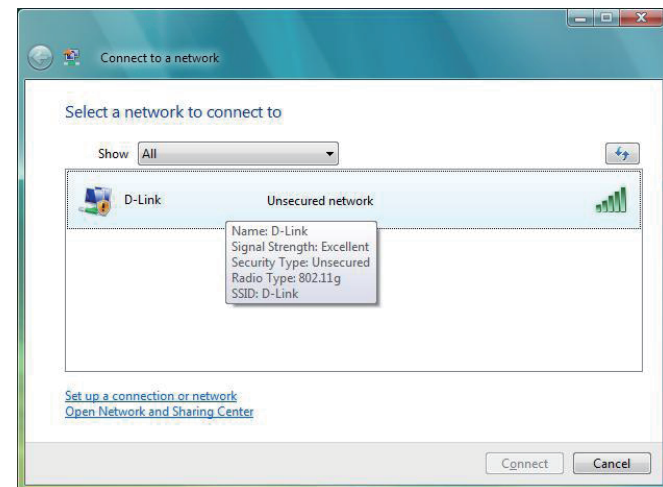 Connect to a network
Select a network to connect to
Show All
D-Link Unsecured network
Name: D-Link
Signal Strength: Excellent
Security Type: Unsecured
Radio Type: 802.11g
SSID: D-Link
Set up a connection or network
Open Network and Sharing Center
Connect Cancel